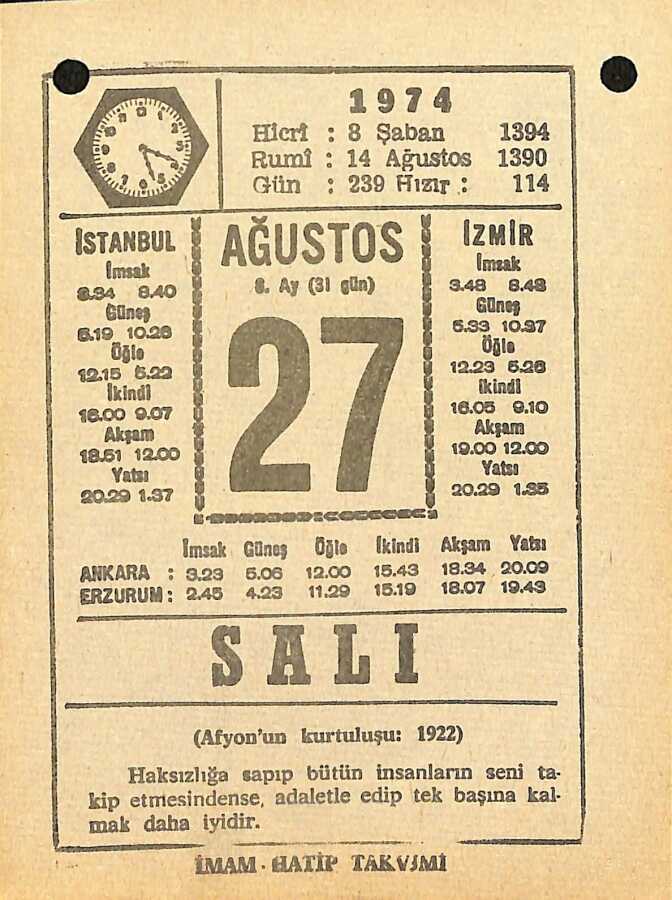 1974
Hicrî : 8 Şaban 1394
Rumî : 14 Ağustos 1390
Gün : 239 Hızır : 114
İSTANBUL
İmsak
8.34 8.40
Güneş
6.19 10.28
Öğle
12.15 5.22
İkindi
16.00 9.07
Akşam
18.51 12.00
Yatsı
20.29 1.37
AĞUSTOS
8. Ay (31 gün)
27
İZMİR
İmsak
3.48 8.48
Güneş
5.33 10.37
Öğle
12.23 5.28
İkindi
16.05 9.10
Akşam
19.00 12.00
Yatsı
20.29 1.35
İmsak Güneş Öğle İkindi Akşam Yatsı
ANKARA : 3.23 5.06 12.00 15.43 18.34 20.09
ERZURUM : 2.45 4.23 11.29 15.19 18.07 19.43
SALI
(Afyon'un kurtuluşu: 1922)
Haksızlığa sapıp bütün insanların seni ta-
kip etmesindense, adaletle edip tek başına kal-
mak daha iyidir.
İMAM - HATİP TAKVİMİ